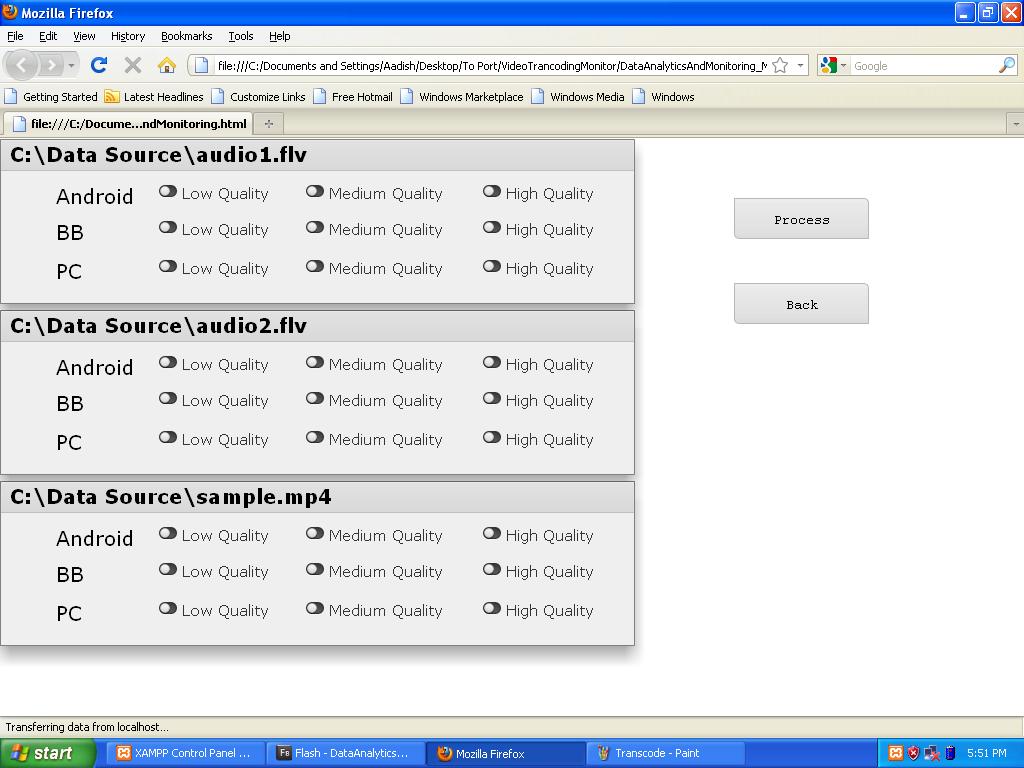 Mozilla Firefox
File Edit View History Bookmarks Tools Help
file:///C:/Documents and Settings/Aadish/Desktop/To Port/VideoTrancodingMonitor/DataAnalyticsAndMonitoring_M
Google
Getting Started Latest Headlines Customize Links Free Hotmail Windows Marketplace Windows Media Windows
file:///C:/Docume...ndMonitoring.html
C:\Data Source\audio1.flv
Android Low Quality Medium Quality High Quality
BB Low Quality Medium Quality High Quality
PC Low Quality Medium Quality High Quality
Process
Back
C:\Data Source\audio2.flv
Android Low Quality Medium Quality High Quality
BB Low Quality Medium Quality High Quality
PC Low Quality Medium Quality High Quality
C:\Data Source\sample.mp4
Android Low Quality Medium Quality High Quality
BB Low Quality Medium Quality High Quality
PC Low Quality Medium Quality High Quality
Transferring data from localhost...
start XAMPP Control Panel ... Flash - DataAnalytics... Mozilla Firefox Transcode - Paint 5:51 PM